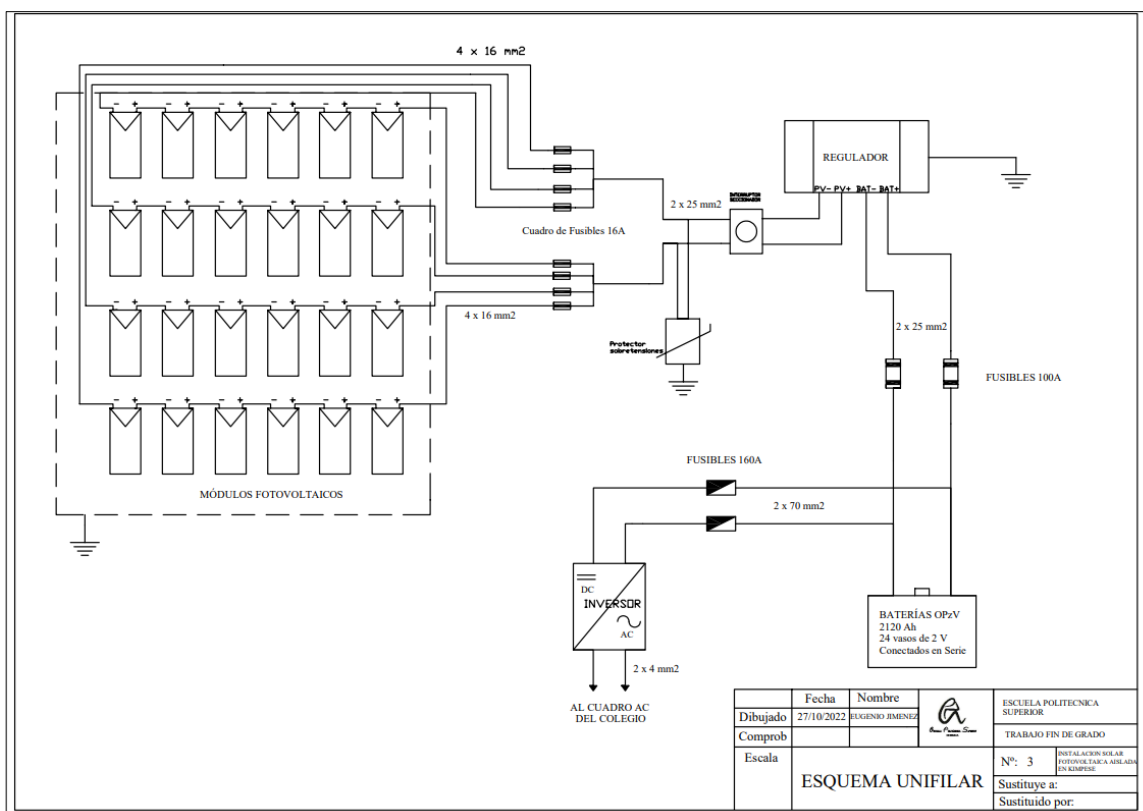 4 x 16 mm2
- + - + - + - + - + - +
- + - + - + - + - + - +
- + - + - + - + - + - +
- + - + - + - + - + - +
MÓDULOS FOTOVOLTAICOS
Cuadro de Fusibles 16A
4 x 16 mm2
2 x 25 mm2
INTERRUPTOR
SECCIONADOR
Protector
sobretensiones
REGULADOR
PV- PV+ BAT- BAT+
2 x 25 mm2
FUSIBLES 100A
FUSIBLES 160A
2 x 70 mm2
DC
INVERSOR
AC
2 x 4 mm2
AL CUADRO AC
DEL COLEGIO
BATERÍAS OPzV
2120 Ah
24 vasos de 2 V
Conectados en Serie
Fecha Nombre
Dibujado 27/10/2022 EUGENIO JIMENEZ
Comprob
Escala
ESQUEMA UNIFILAR
ESCUELA POLITECNICA
SUPERIOR
TRABAJO FIN DE GRADO
Nº: 3
INSTALACION SOLAR
FOTOVOLTAICA AISLADA
EN KIMPESE
Sustituye a:
Sustituido por: